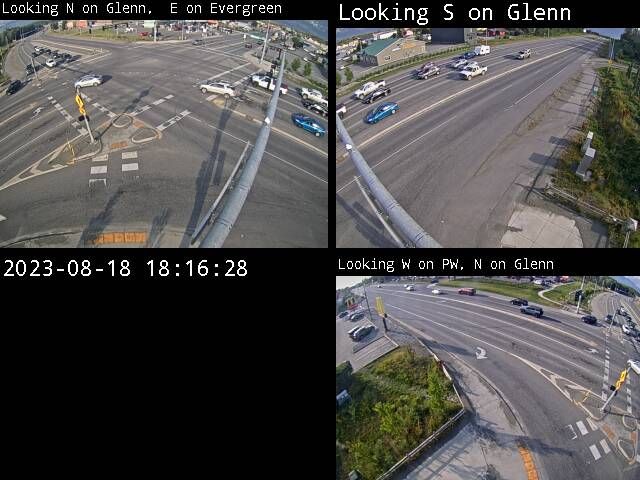 Looking N on Glenn, E on Evergreen
Looking S on Glenn
2023-08-18 18:16:28
Looking W on PW, N on Glenn